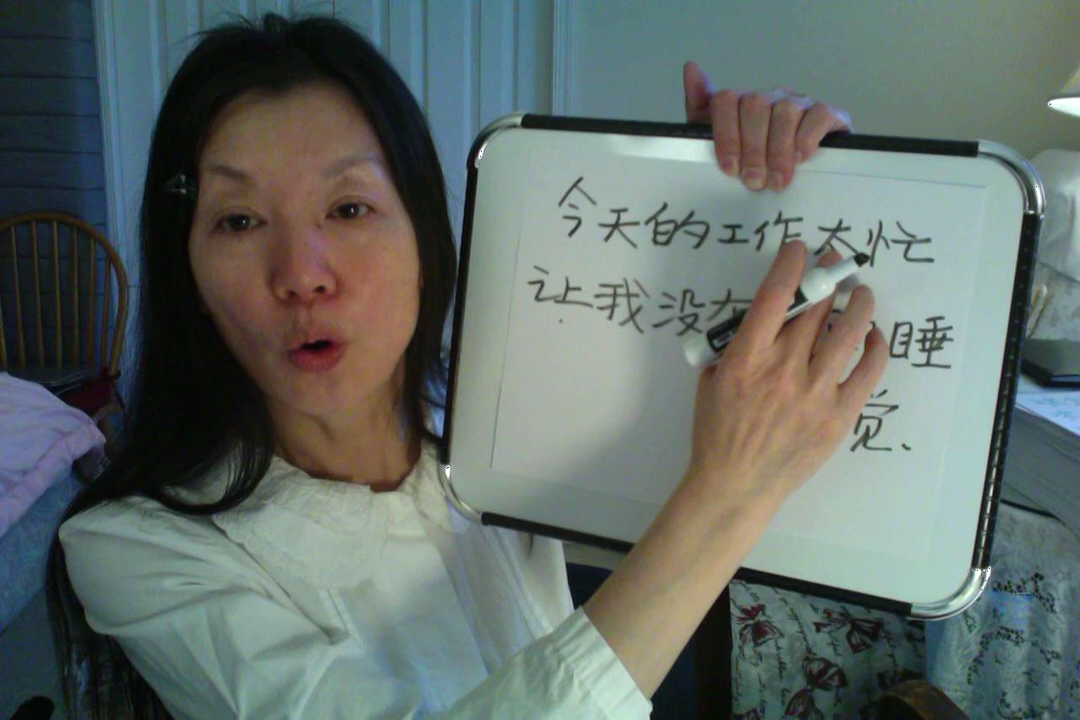 今天的工作太忙
让我没 睡
觉.